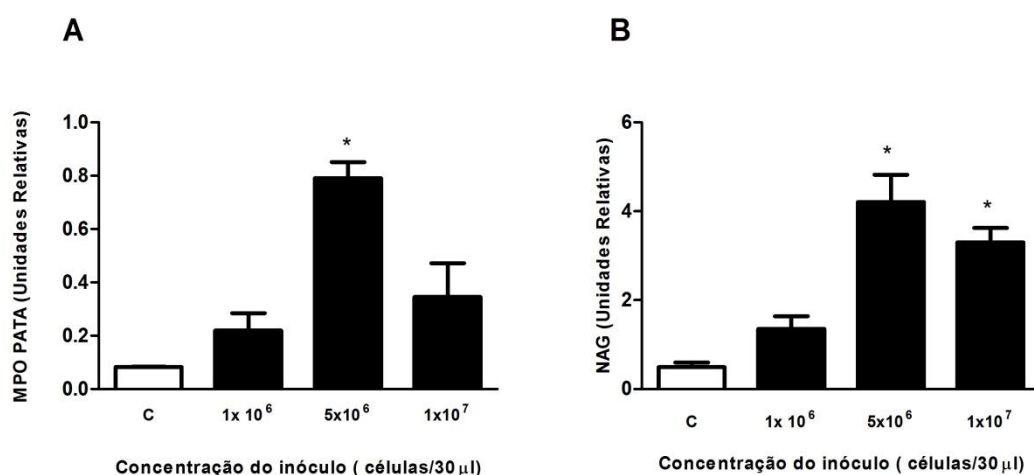 A
MPO PATA (Unidades Relativas)
1.0
0.8
0.6
0.4
0.2
0.0
*
C
1x 10⁶
5x10⁶
1x10⁷
Concentração do inóculo ( células/30 μl)
B
NAG (Unidades Relativas)
6
4
2
0
*
*
C
1x 10⁶
5x10⁶
1x10⁷
Concentração do inóculo ( células/30 μl)